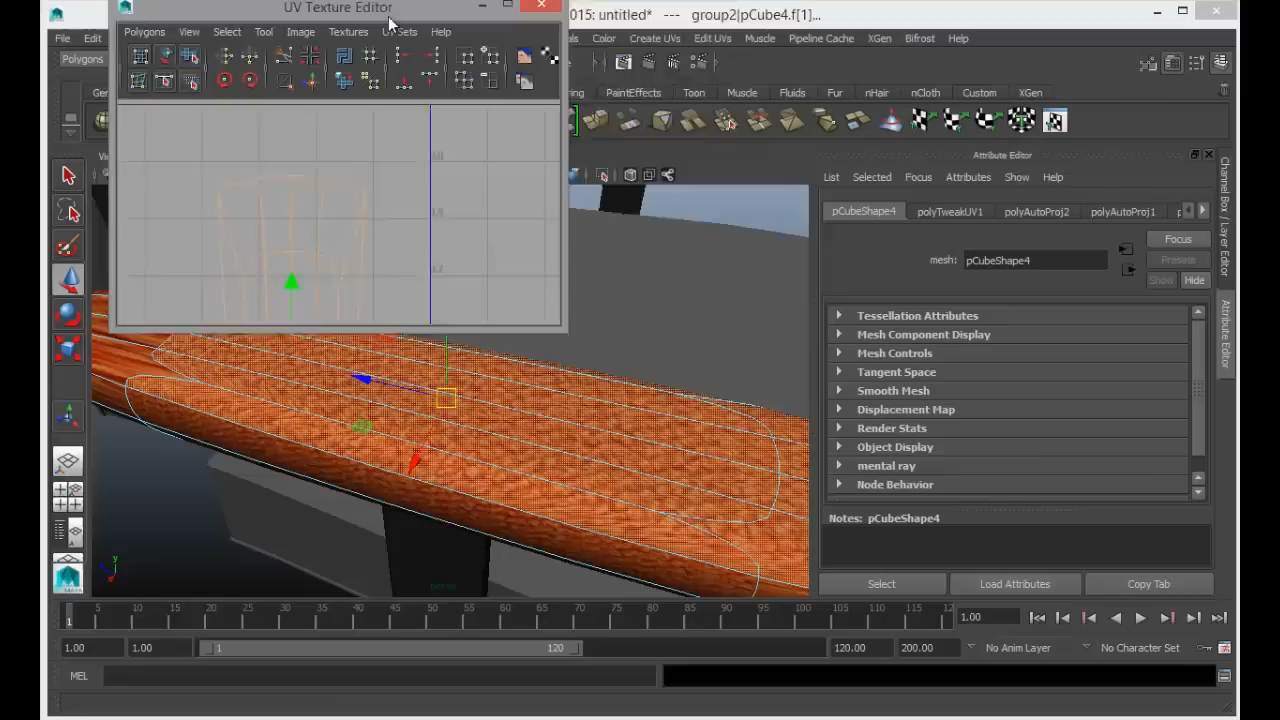 UV Texture Editor
2015: untitled* --- group2|pCube4.f[1]...
Polygons View Select Tool Image Textures UV Sets Help
File Edit
Color Create UVs Edit UVs Muscle Pipeline Cache XGen Bifrost Help
Polygons
PaintEffects Toon Muscle Fluids Fur nHair nCloth Custom XGen
Attribute Editor
List Selected Focus Attributes Show Help
pCubeShape4 polyTweakUV1 polyAutoProj2 polyAutoProj1
mesh: pCubeShape4
Focus
Presets
Show Hide
Tessellation Attributes
Mesh Component Display
Mesh Controls
Tangent Space
Smooth Mesh
Displacement Map
Render Stats
Object Display
mental ray
Node Behavior
Notes: pCubeShape4
Select Load Attributes Copy Tab
Channel Box / Layer Editor
Attribute Editor
persp
y
5 10 15 20 25 30 35 40 45 50 55 60 65 70 75 80 85 90 95 100 105 110 115 12
1
1.00
1.00 1.00 1 120 120.00 200.00 No Anim Layer No Character Set
MEL